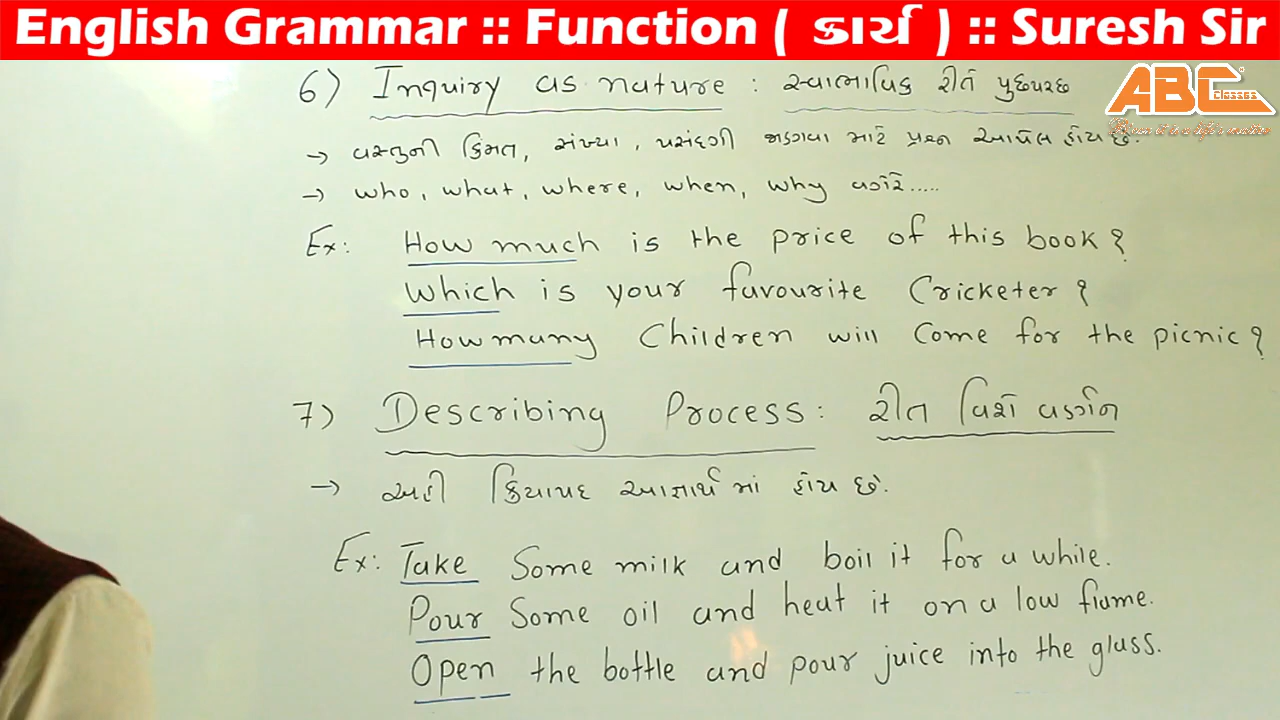 English Grammar :: Function ( કાર્ય ) :: Suresh Sir
ABC Classes
6) Inquiry as nature : સ્વાભાવિક રીતે પુછપરછ
→ વસ્તુની કિંમત, સંખ્યા, પસંદગી જાણવા માટે પ્રશ્ન આપેલ હોય છે.
→ who, what, where, when, why વગેરે.....
Ex: How much is the price of this book?
Which is your favourite Cricketer?
How many Children will Come for the picnic?
7) Describing Process : રીત વિશે વર્ણન
→ અહી ક્રિયાપદ આજ્ઞાર્થ માં હોય છે.
Ex: Take Some milk and boil it for a while.
Pour Some oil and heat it on a low flame.
Open the bottle and pour juice into the glass.